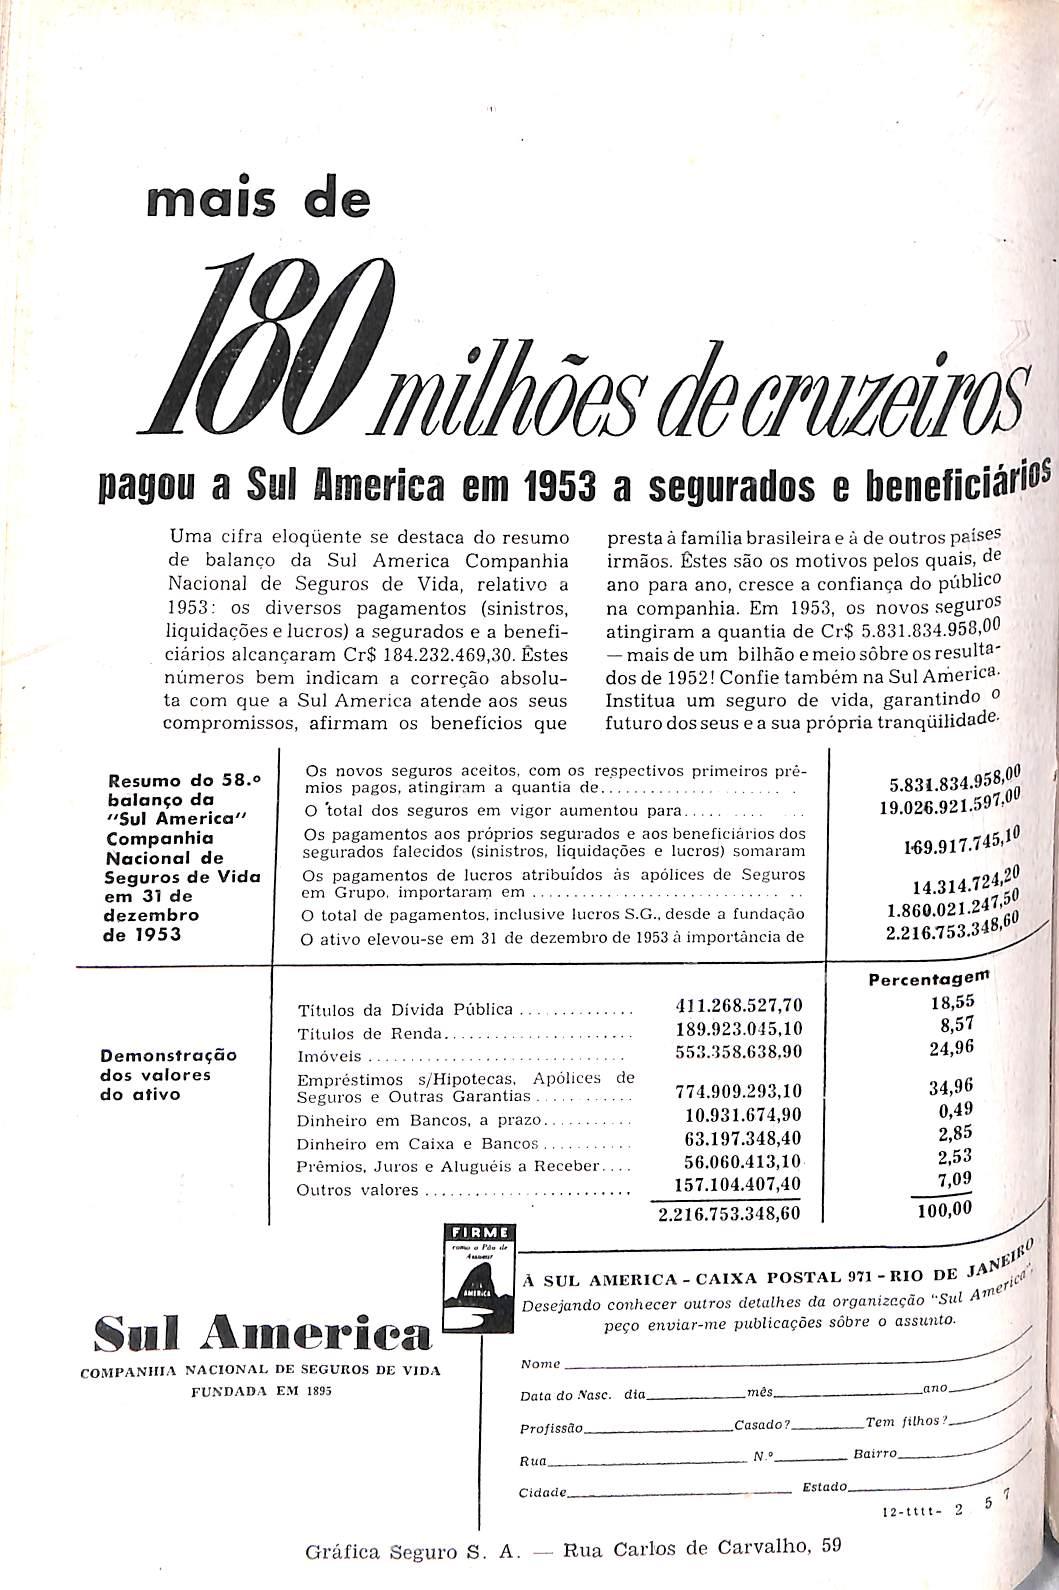 mais de
180 milhões de cruzeiros
pagou a Sul America em 1953 a segurados e beneficiários
Uma cifra eloqüente se destaca do resumo
de balanço da Sul America Companhia
Nacional de Seguros de Vida, relativo a
1953: os diversos pagamentos (sinistros,
liquidações e lucros) a segurados e a benefi-
ciários alcançaram Cr$ 184.232.469,30. Êstes
números bem indicam a correção absolu-
ta com que a Sul America atende aos seus
compromissos, afirmam os benefícios que
presta à família brasileira e à de outros países
irmãos. Êstes são os motivos pelos quais, de
ano para ano, cresce a confiança do público
na companhia. Em 1953, os novos seguros
atingiram a quantia de Cr$ 5.831.834.958,00
— mais de um bilhão e meio sôbre os resulta-
dos de 1952! Confie também na Sul America.
Institua um seguro de vida, garantindo o
futuro dos seus e a sua própria tranqüilidade.
Resumo do 58.º
balanço da
"Sul America"
Companhia
Nacional de
Seguros de Vida
em 31 de
dezembro
de 1953
Os novos seguros aceitos, com os respectivos primeiros prê-
mios pagos, atingiram a quantia de.................... 5.831.834.958,00
O total dos seguros em vigor aumentou para............ 19.026.921.597,00
Os pagamentos aos próprios segurados e aos beneficiários dos
segurados falecidos (sinistros, liquidações e lucros) somaram 169.917.745,10
Os pagamentos de lucros atribuídos às apólices de Seguros
em Grupo, importaram em .............................. 14.314.724,20
O total de pagamentos, inclusive lucros S.G., desde a fundação 1.860.021.247,50
O ativo elevou-se em 31 de dezembro de 1953 à importância de 2.216.753.348,60
Demonstração
dos valores
do ativo
Percentagem
Títulos da Dívida Pública .............. 411.268.527,70 18,55
Títulos de Renda....................... 189.923.045,10 8,57
Imóveis ............................... 553.358.638,90 24,96
Empréstimos s/Hipotecas, Apólices de
Seguros e Outras Garantias ............ 774.909.293,10 34,96
Dinheiro em Bancos, a prazo........... 10.931.674,90 0,49
Dinheiro em Caixa e Bancos........... 63.197.348,40 2,85
Prêmios, Juros e Aluguéis a Receber.... 56.060.413,10 2,53
Outros valores ......................... 157.104.407,40 7,09
2.216.753.348,60 100,00
FIRME
como o Pão de
Assucar
AMERICA
Sul America
COMPANHIA NACIONAL DE SEGUROS DE VIDA
FUNDADA EM 1895
À SUL AMERICA - CAIXA POSTAL 971 - RIO DE JANEIRO
Desejando conhecer outros detalhes da organização "Sul America",
peço enviar-me publicações sôbre o assunto.
Nome
Data do Nasc. dia mês ano
Profissão Casado? Tem filhos?
Rua N.º Bairro
Cidade Estado
12-tttt- 2 5 7
Gráfica Seguro S. A. — Rua Carlos de Carvalho, 59